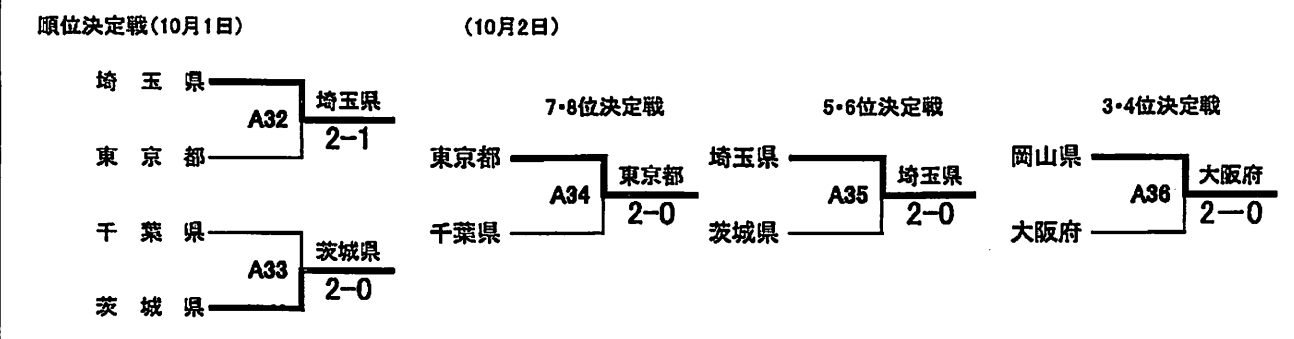 順位決定戦(10月1日)
(10月2日)
埼玉県
A32
埼玉県
2-1
東京都
千葉県
A33
茨城県
2-0
茨城県
7・8位決定戦
東京都
A34
東京都
2-0
千葉県
5・6位決定戦
埼玉県
A35
埼玉県
2-0
茨城県
3・4位決定戦
岡山県
A36
大阪府
2-0
大阪府